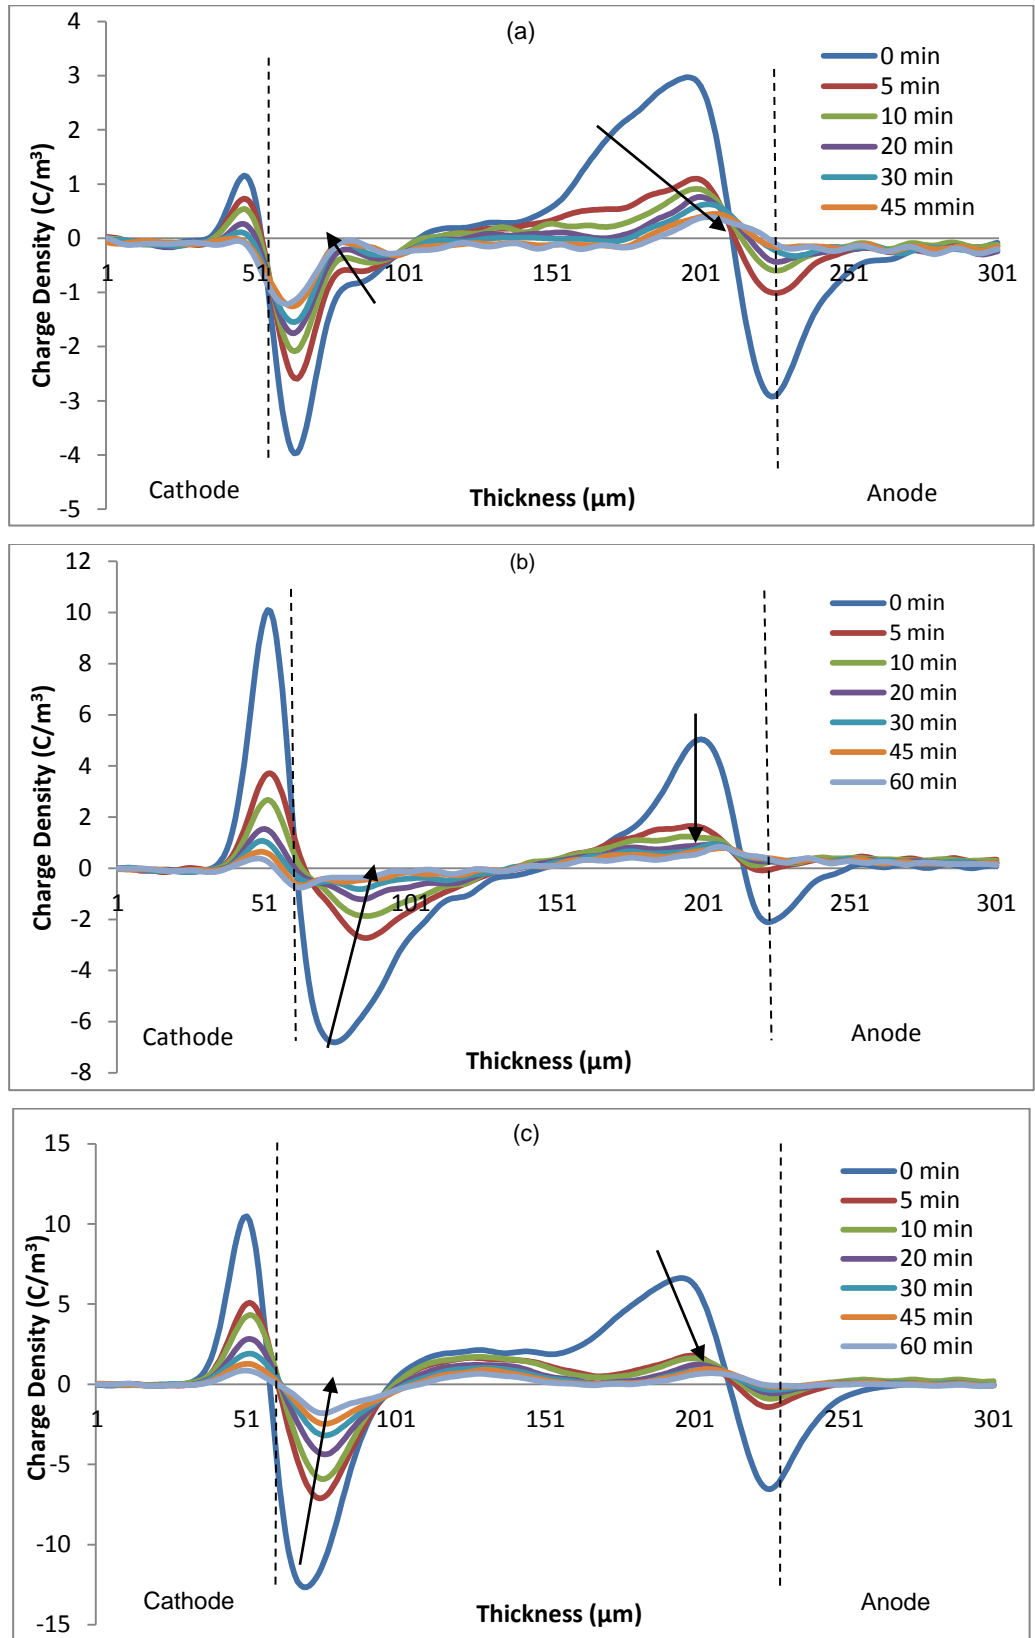 (a)
4
3
2
1
0
-1
-2
-3
-4
-5
1
51
101
151
201
251
301
Charge Density (C/m³)
Thickness (μm)
Cathode
Anode
0 min
5 min
10 min
20 min
30 min
45 mmin
(b)
12
10
8
6
4
2
0
-2
-4
-6
-8
1
51
101
151
201
251
301
Charge Density (C/m³)
Thickness (μm)
Cathode
Anode
0 min
5 min
10 min
20 min
30 min
45 min
60 min
(c)
15
10
5
0
-5
-10
-15
1
51
101
151
201
251
301
Charge Density (C/m³)
Thickness (μm)
Cathode
Anode
0 min
5 min
10 min
20 min
30 min
45 min
60 min